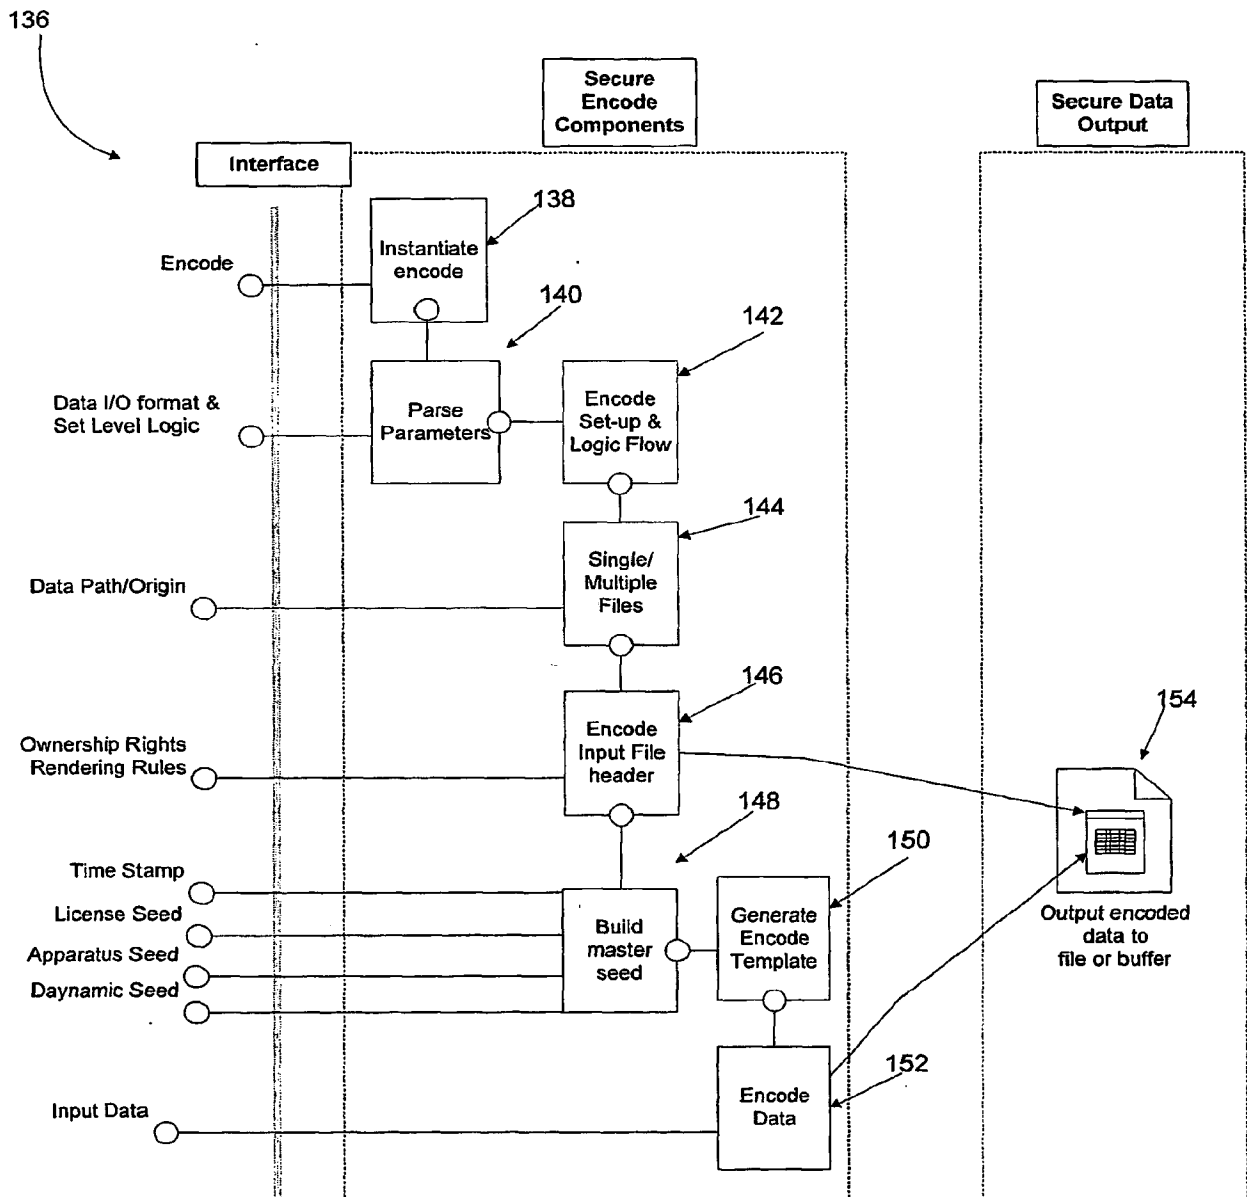 136
Secure
Encode
Components
Secure Data
Output
Interface
138
Instantiate
encode
Encode
140
142
Data I/O format &
Set Level Logic
Parse
Parameters
Encode
Set-up &
Logic Flow
144
Single/
Multiple
Files
Data Path/Origin
146
Encode
Input File
header
Ownership Rights
Rendering Rules
154
148
150
Time Stamp
License Seed
Apparatus Seed
Daynamic Seed
Build
master
seed
Generate
Encode
Template
Output encoded
data to
file or buffer
152
Encode
Data
Input Data